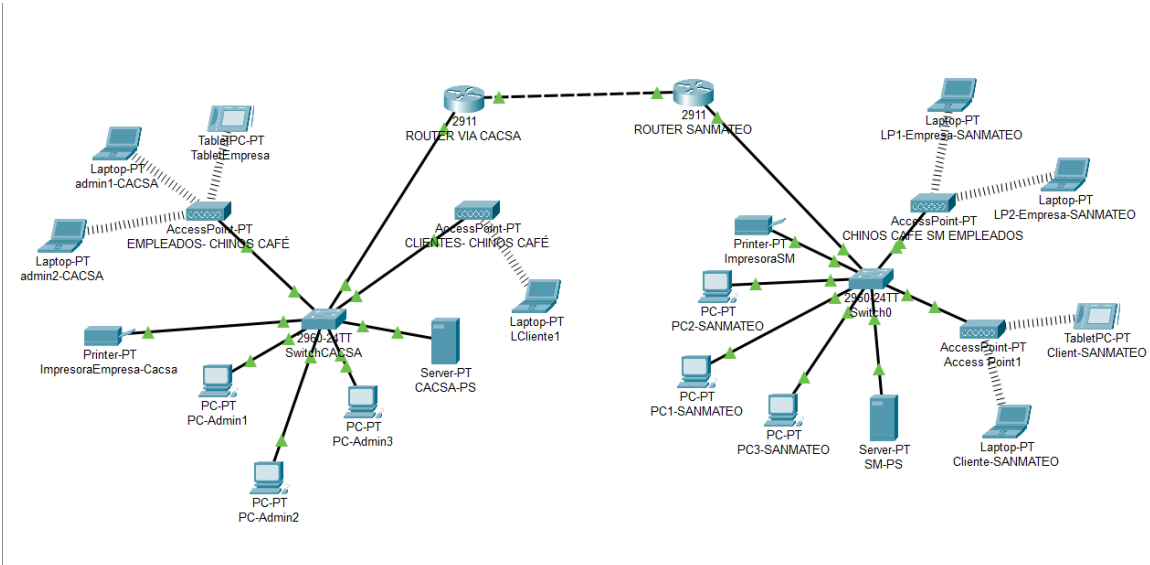 2911
ROUTER VIA CACSA
2911
ROUTER SANMATEO
TabletPC-PT
TabletEmpresa
Laptop-PT
admin1-CACSA
Laptop-PT
admin2-CACSA
AccessPoint-PT
EMPLEADOS- CHINOS CAFÉ
AccessPoint-PT
CLIENTES- CHINOS CAFÉ
Laptop-PT
LCliente1
2960-24TT
SwitchCACSA
Printer-PT
ImpresoraEmpresa-Cacsa
PC-PT
PC-Admin1
PC-PT
PC-Admin3
PC-PT
PC-Admin2
Server-PT
CACSA-PS
Laptop-PT
LP1-Empresa-SANMATEO
Laptop-PT
LP2-Empresa-SANMATEO
AccessPoint-PT
CHINOS CAFE SM EMPLEADOS
Printer-PT
ImpresoraSM
2960-24TT
Switch0
PC-PT
PC2-SANMATEO
PC-PT
PC1-SANMATEO
PC-PT
PC3-SANMATEO
Server-PT
SM-PS
AccessPoint-PT
Access Point1
TabletPC-PT
Client-SANMATEO
Laptop-PT
Cliente-SANMATEO